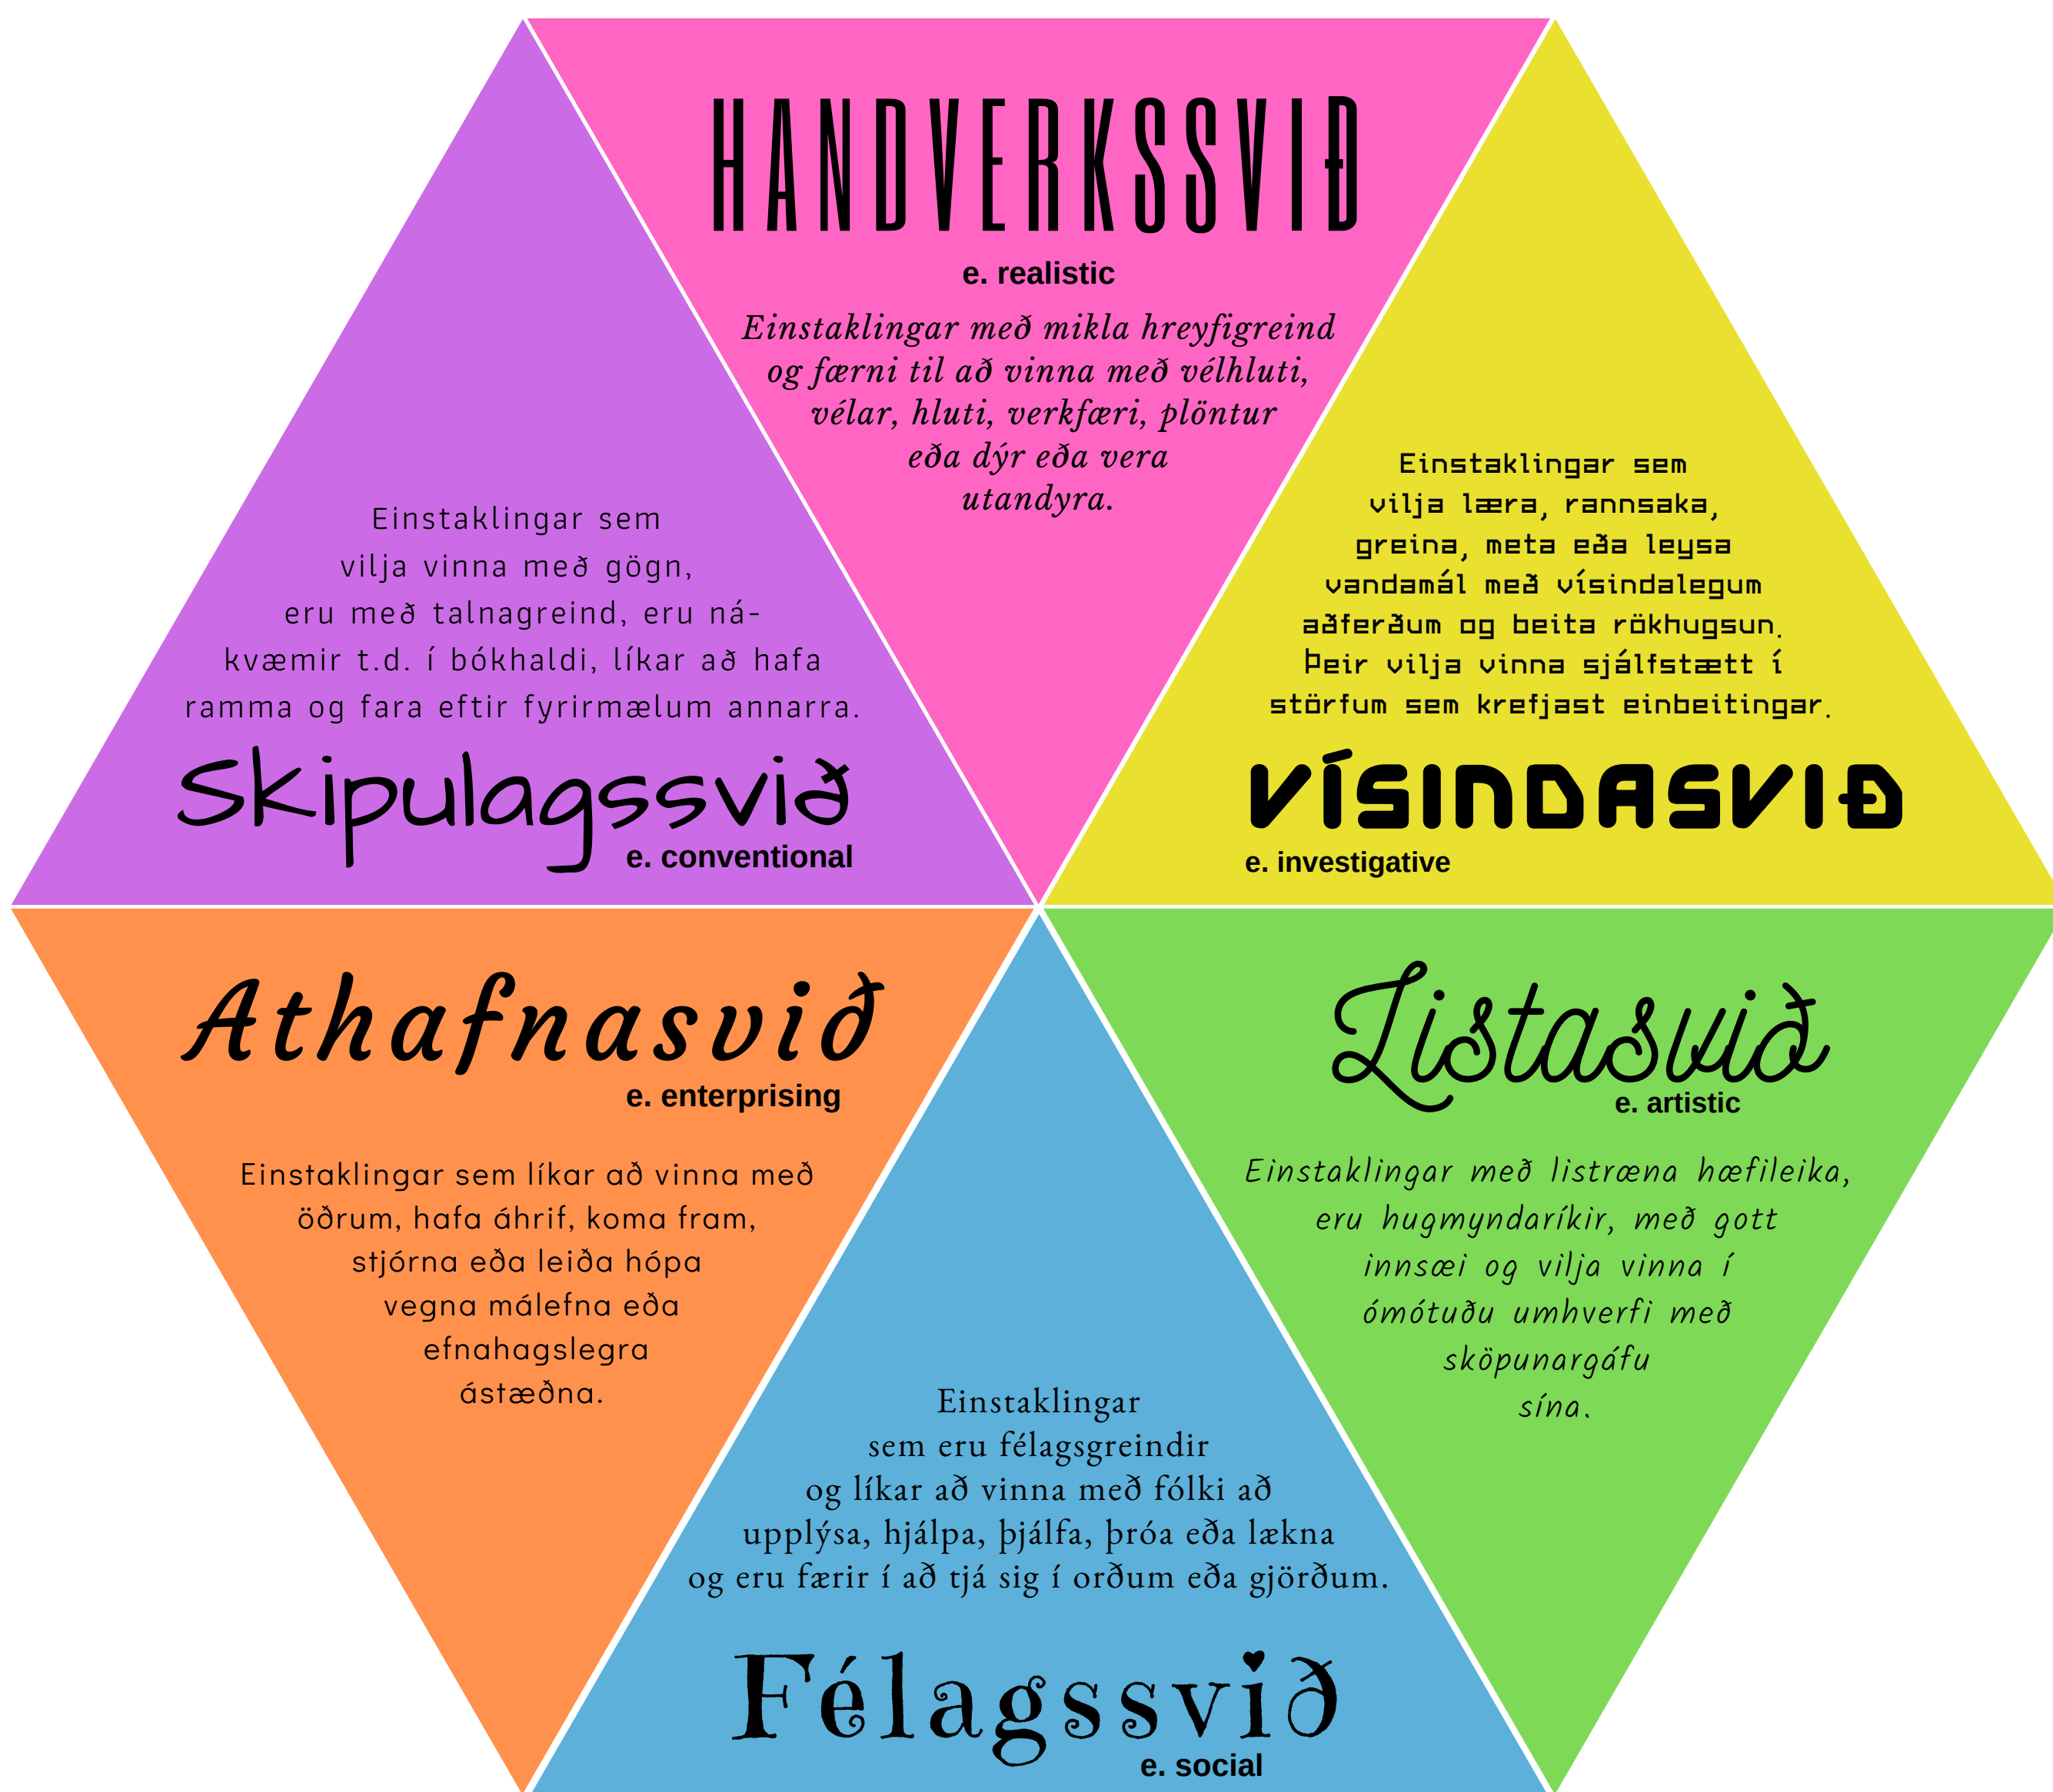 HANDVERKSSVIÐ
e. realistic
Einstaklingar með mikla hreyfigreind
og færni til að vinna með vélhluti,
vélar, hluti, verkfæri, plöntur
eða dýr eða vera
utandyra.
Einstaklingar sem
vilja læra, rannsaka,
greina, meta eða leysa
vandamál með vísindalegum
aðferðum og beita rökhugsun.
Þeir vilja vinna sjálfstætt í
störfum sem krefjast einbeitingar.
VÍSINDASVIÐ
e. investigative
Listasvið
e. artistic
Einstaklingar með listræna hæfileika,
eru hugmyndaríkir, með gott
innsæi og vilja vinna í
ómótuðu umhverfi með
sköpunargáfu
sína.
Einstaklingar
sem eru félagsgreindir
og líkar að vinna með fólki að
upplýsa, hjálpa, þjálfa, þróa eða lækna
og eru færir í að tjá sig í orðum eða gjörðum.
Félagssvið
e. social
Athafnasvið
e. enterprising
Einstaklingar sem líkar að vinna með
öðrum, hafa áhrif, koma fram,
stjórna eða leiða hópa
vegna málefna eða
efnahagslegra
ástæðna.
Einstaklingar sem
vilja vinna með gögn,
eru með talnagreind, eru ná-
kvæmir t.d. í bókhaldi, líkar að hafa
ramma og fara eftir fyrirmælum annarra.
Skipulagssvið
e. conventional